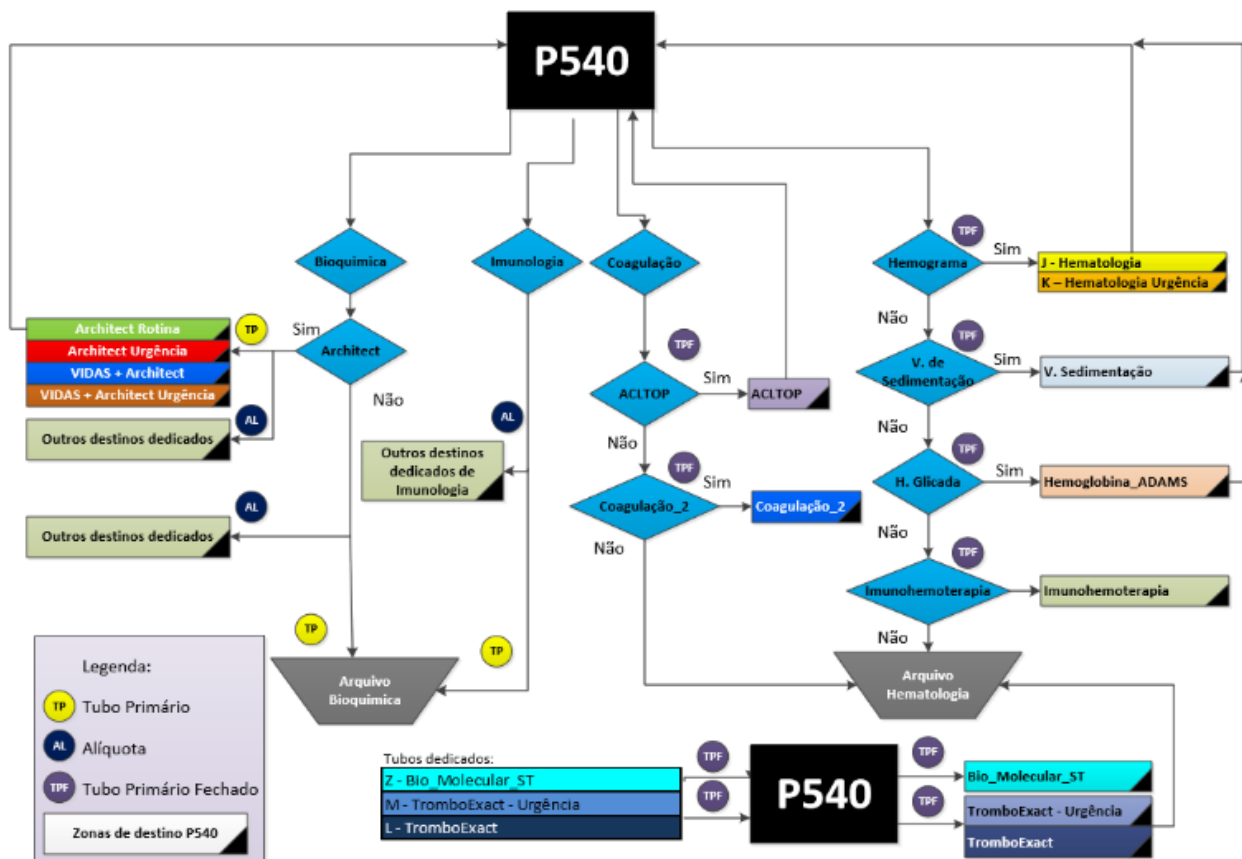 P540
Bioquimica
Imunologia
Coagulação
TPF
Hemograma
Sim
J - Hematologia
K – Hematologia Urgência
Não
Architect Rotina
Architect Urgência
VIDAS + Architect
VIDAS + Architect Urgência
TP
Sim
Architect
Não
AL
Outros destinos dedicados
AL
Outros destinos dedicados
AL
Outros destinos
dedicados de
Imunologia
TPF
ACLTOP
Sim
ACLTOP
Não
TPF
Coagulação_2
Sim
Coagulação_2
Não
TPF
V. de
Sedimentação
Sim
V. Sedimentação
Não
TPF
H. Glicada
Sim
Hemoglobina_ADAMS
Não
TPF
Imunohemoterapia
Imunohemoterapia
Não
TP
TP
Arquivo
Bioquimica
Arquivo
Hematologia
Legenda:
TP Tubo Primário
AL Alíquota
TPF Tubo Primário Fechado
Zonas de destino P540
Tubos dedicados:
Z - Bio_Molecular_ST
M - TromboExact - Urgência
L - TromboExact
TPF
TPF
P540
TPF
TPF
Bio_Molecular_ST
TromboExact - Urgência
TromboExact